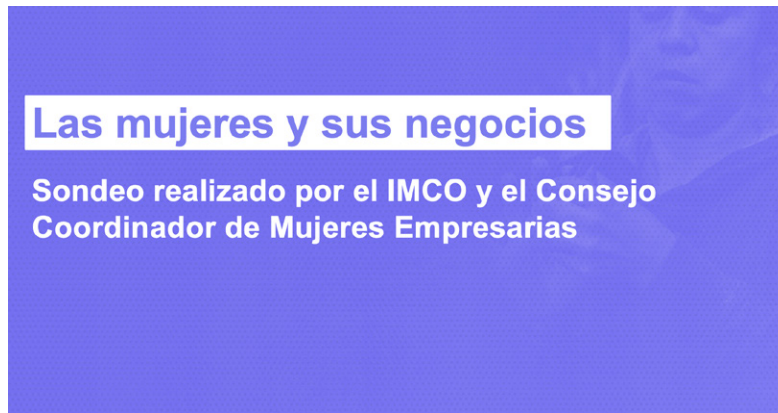 Las mujeres y sus negocios
Sondeo realizado por el IMCO y el Consejo
Coordinador de Mujeres Empresarias